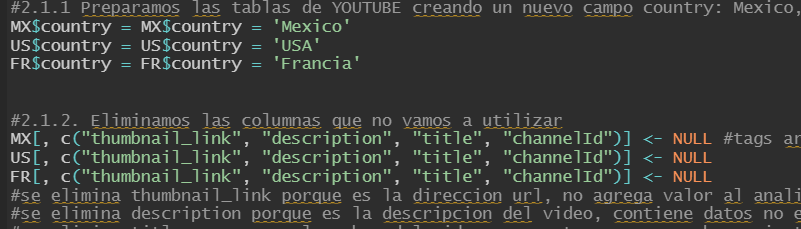 #2.1.1 Preparamos las tablas de YOUTUBE creando un nuevo campo country: Mexico,
MX$country = MX$country = 'Mexico'
US$country = US$country = 'USA'
FR$country = FR$country = 'Francia'
#2.1.2. Eliminamos las columnas que no vamos a utilizar
MX[, c("thumbnail_link", "description", "title", "channelId")] <- NULL #tags
US[, c("thumbnail_link", "description", "title", "channelId")] <- NULL
FR[, c("thumbnail_link", "description", "title", "channelId")] <- NULL
#se elimina thumbnail_link porque es la direccion url, no agrega valor al anali
#se elimina description porque es la descripcion del video, contiene datos no e